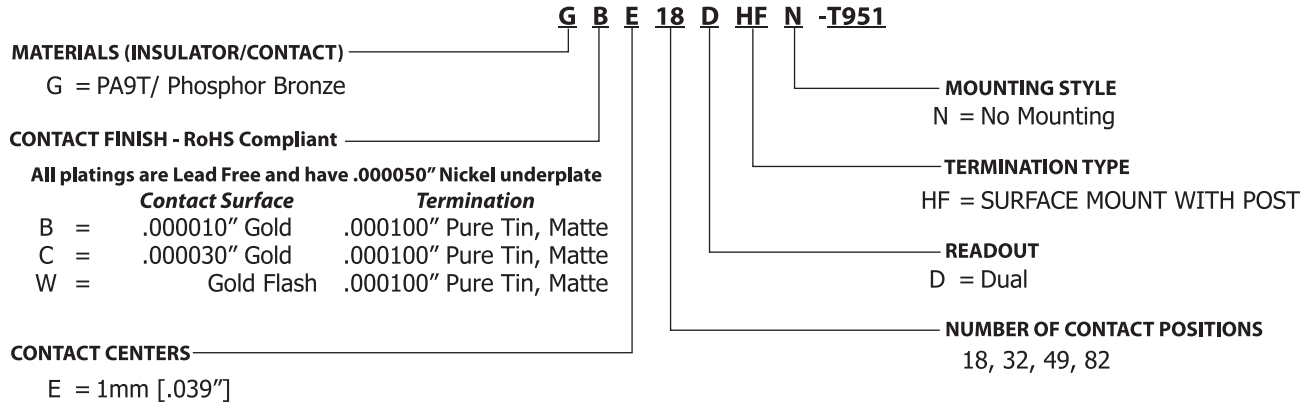 G B E 18 D HF N -T951
MATERIALS (INSULATOR/CONTACT)
G = PA9T/ Phosphor Bronze
CONTACT FINISH - RoHS Compliant
All platings are Lead Free and have .000050" Nickel underplate
Contact Surface Termination
B = .000010" Gold .000100" Pure Tin, Matte
C = .000030" Gold .000100" Pure Tin, Matte
W = Gold Flash .000100" Pure Tin, Matte
CONTACT CENTERS
E = 1mm [.039"]
MOUNTING STYLE
N = No Mounting
TERMINATION TYPE
HF = SURFACE MOUNT WITH POST
READOUT
D = Dual
NUMBER OF CONTACT POSITIONS
18, 32, 49, 82